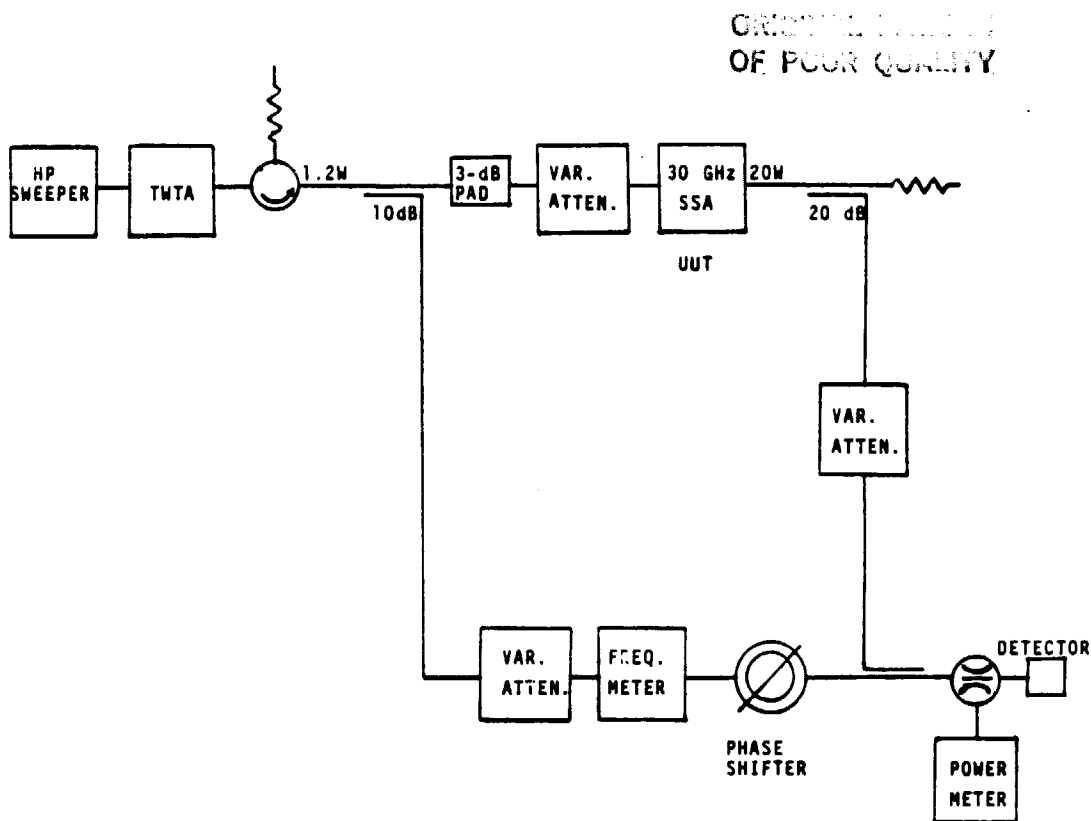 OF POOR QUALITY
HP
SWEEPER
TWTA
1.2W
10dB
3-dB
PAD
VAR.
ATTEN.
30 GHz
SSA
20W
20 dB
UUT
VAR.
ATTEN.
VAR.
ATTEN.
FREQ.
METER
PHASE
SHIFTER
DETECTOR
POWER
METER